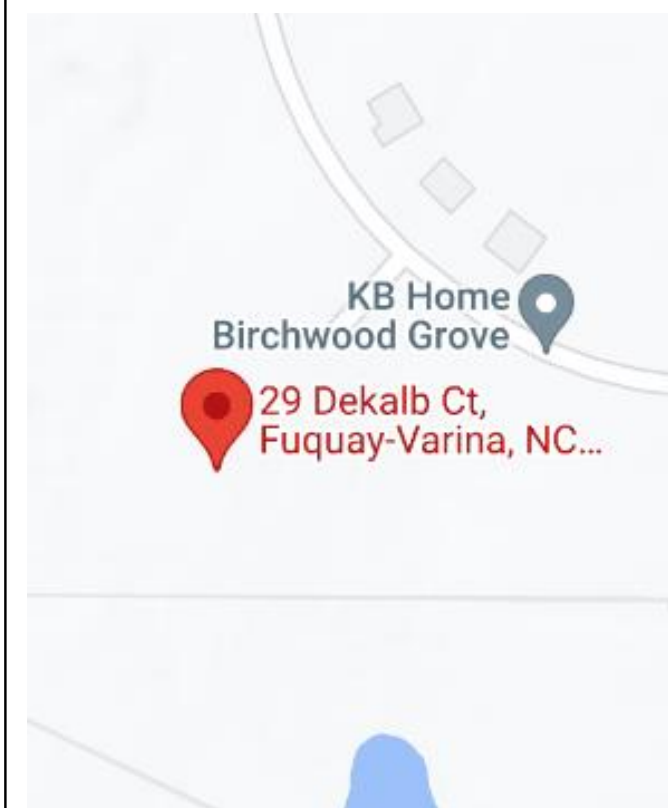 KB Home
Birchwood Grove
29 Dekalb Ct,
Fuquay-Varina, NC...